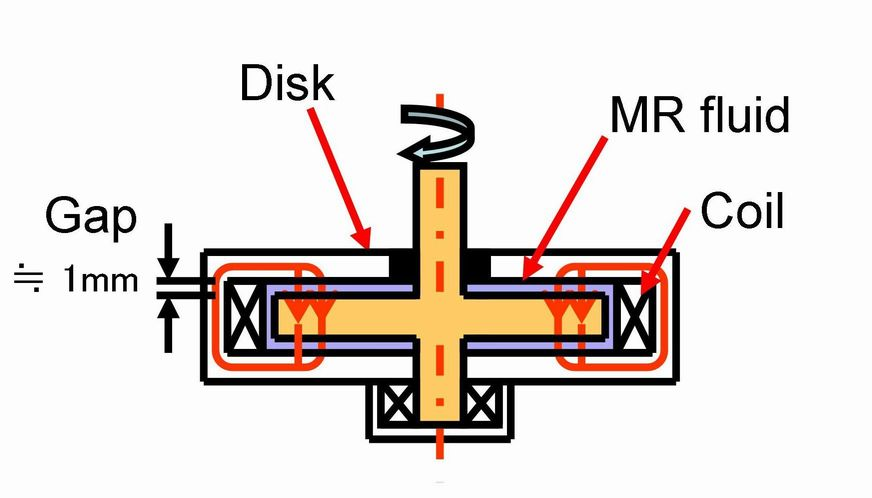 Disk
MR fluid
Gap
Coil
≒ 1mm